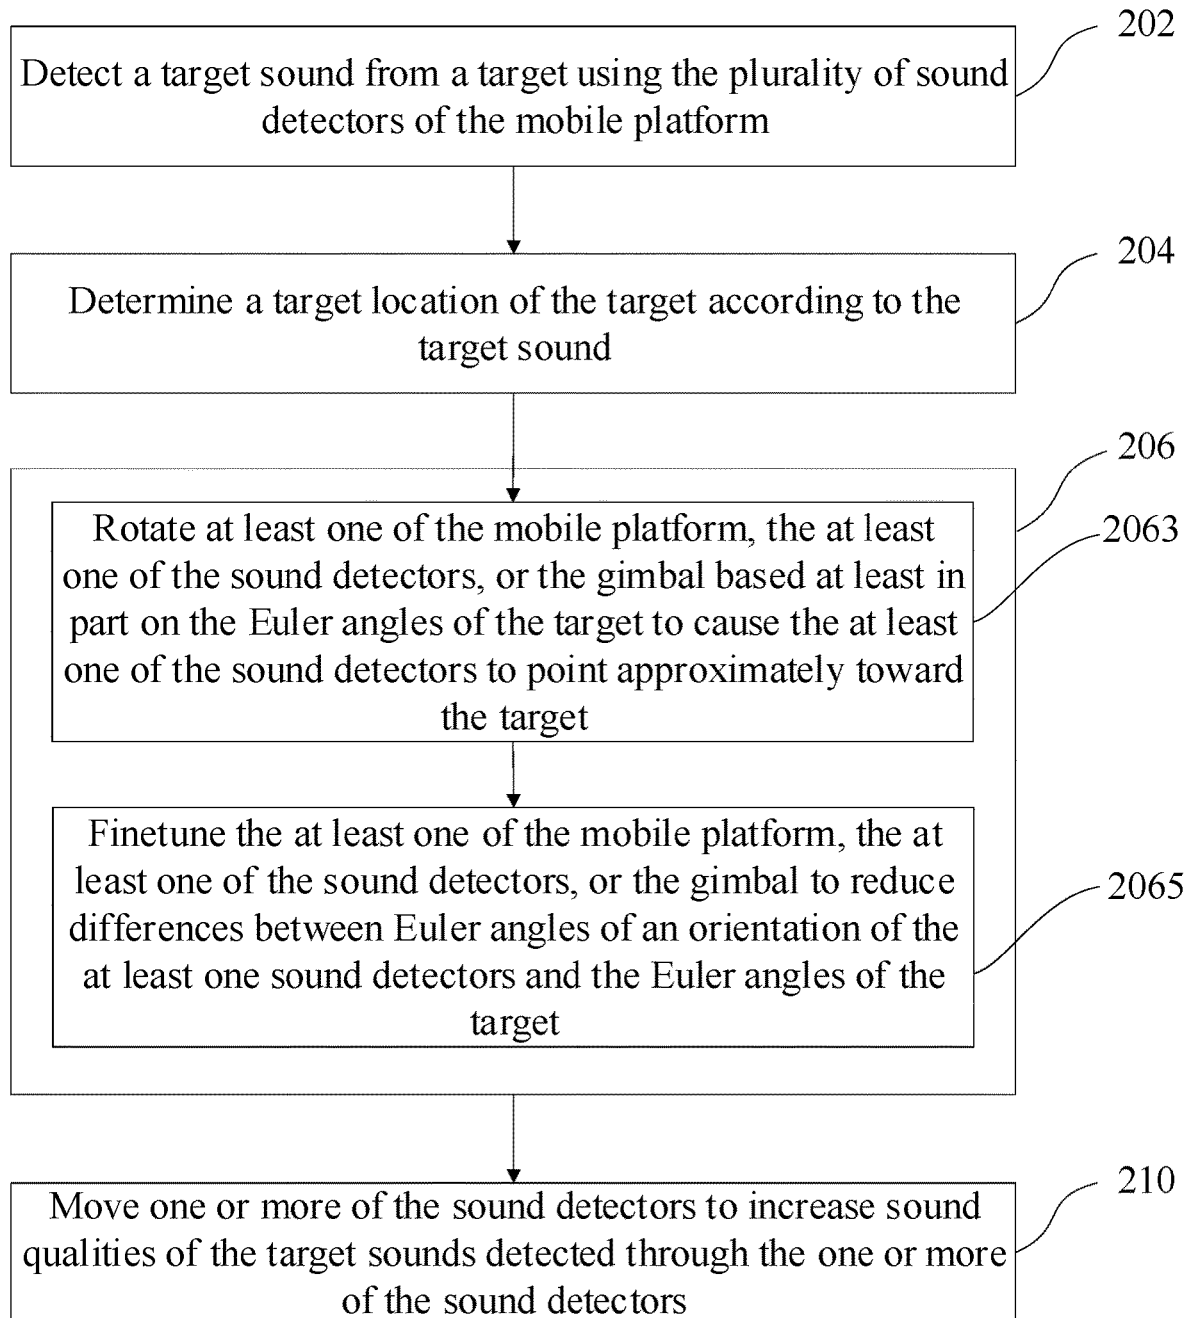 202
Detect a target sound from a target using the plurality of sound
detectors of the mobile platform
204
Determine a target location of the target according to the
target sound
206
2063
Rotate at least one of the mobile platform, the at least
one of the sound detectors, or the gimbal based at least in
part on the Euler angles of the target to cause the at least
one of the sound detectors to point approximately toward
the target
Finetune the at least one of the mobile platform, the at
least one of the sound detectors, or the gimbal to reduce
differences between Euler angles of an orientation of the
at least one sound detectors and the Euler angles of the
target
2065
210
Move one or more of the sound detectors to increase sound
qualities of the target sounds detected through the one or more
of the sound detectors